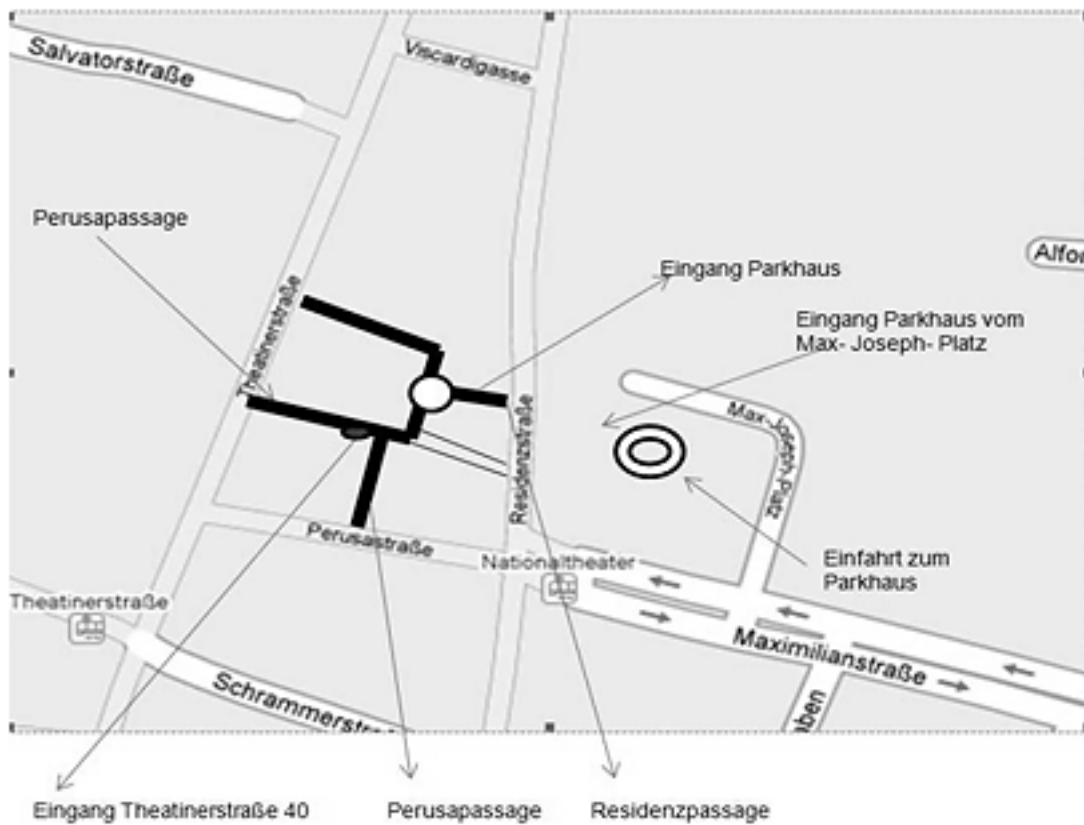 Salvatorstraße
Viscardigasse
Perusapassage
Eingang Parkhaus
Alfo
Theatinerstraße
Eingang Parkhaus vom
Max- Joseph- Platz
Max-Joseph-Platz
Residenzstraße
Perusastraße
Nationaltheater
Einfahrt zum
Parkhaus
Theatinerstraße
Maximilianstraße
Schrammerstra
aben
Eingang Theatinerstraße 40
Perusapassage
Residenzpassage